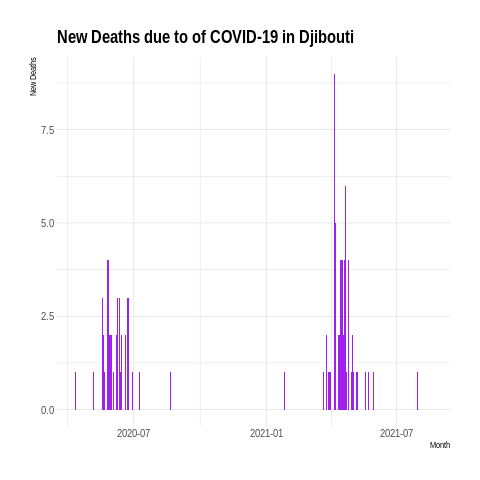 New Deaths due to of COVID-19 in Djibouti
New Deaths
7.5
5.0
2.5
0.0
2020-07 2021-01 2021-07
Month